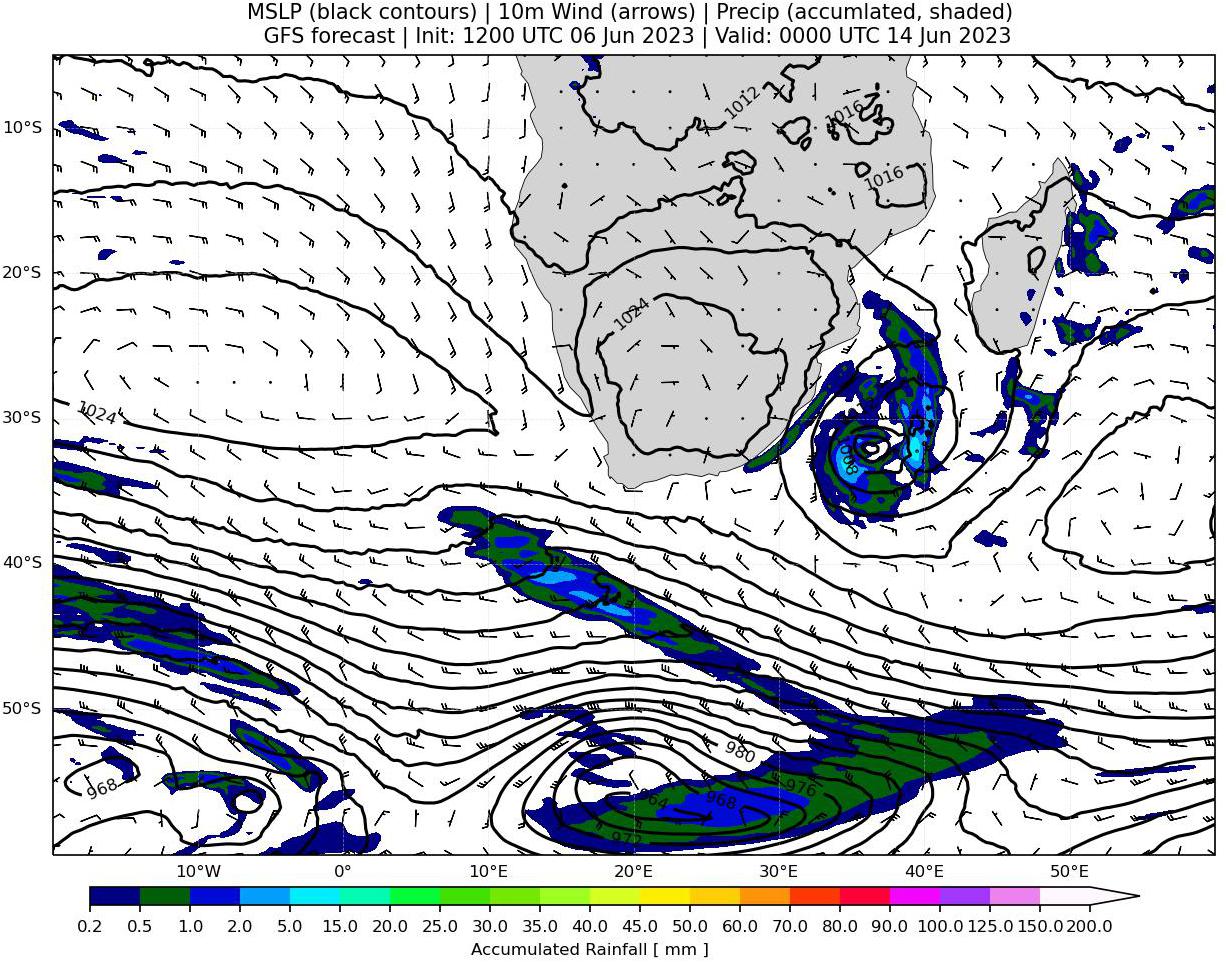 MSLP (black contours) | 10m Wind (arrows) | Precip (accumlated, shaded)
GFS forecast | Init: 1200 UTC 06 Jun 2023 | Valid: 0000 UTC 14 Jun 2023
1012
1016
10°S
1016
20°S
1024
1024
30°S
1008
40°S
50°S
980
968
976
964
968
972
10°W 0° 10°E 20°E 30°E 40°E 50°E
0.2 0.5 1.0 2.0 5.0 10.0 15.0 20.0 25.0 30.0 35.0 40.0 45.0 50.0 60.0 70.0 80.0 90.0 100.0 125.0 150.0 200.0
Accumulated Rainfall [ mm ]